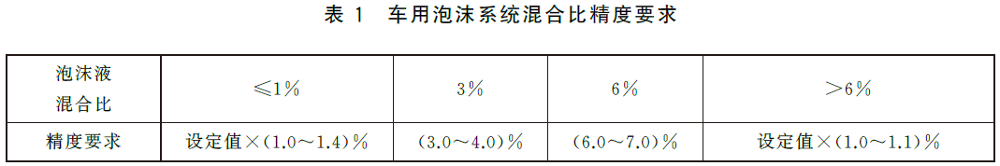 表 1 车用泡沫系统混合比精度要求
泡沫液
混合比
≤1%
3%
6%
>6%
精度要求
设定值×(1.0～1.4)%
(3.0～4.0)%
(6.0～7.0)%
设定值×(1.0～1.1)%